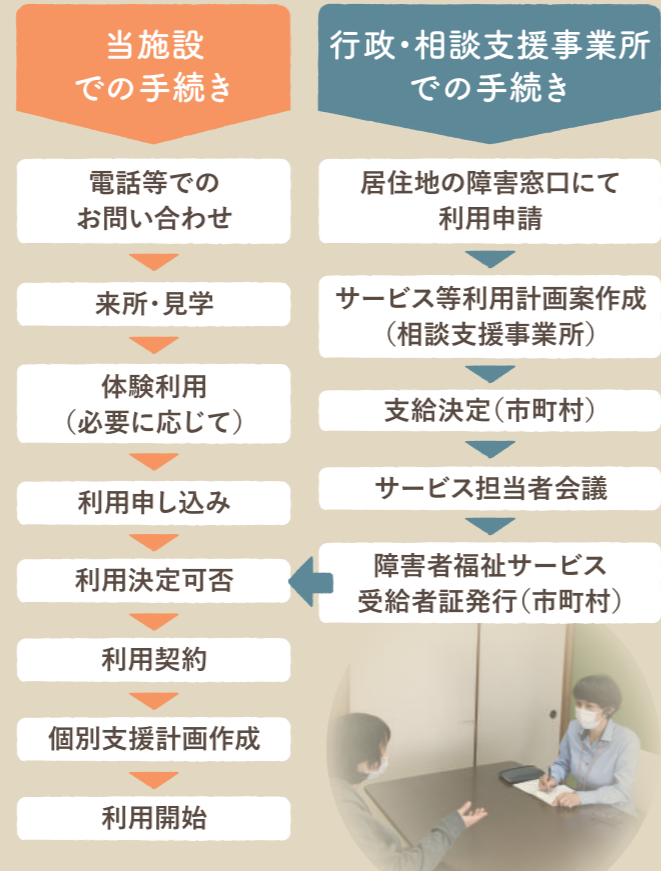 当施設
での手続き
電話等での
お問い合わせ
来所・見学
体験利用
（必要に応じて）
利用申し込み
利用決定可否
利用契約
個別支援計画作成
利用開始
行政・相談支援事業所
での手続き
居住地の障害窓口にて
利用申請
サービス等利用計画案作成
（相談支援事業所）
支給決定（市町村）
サービス担当者会議
障害者福祉サービス
受給者証発行（市町村）